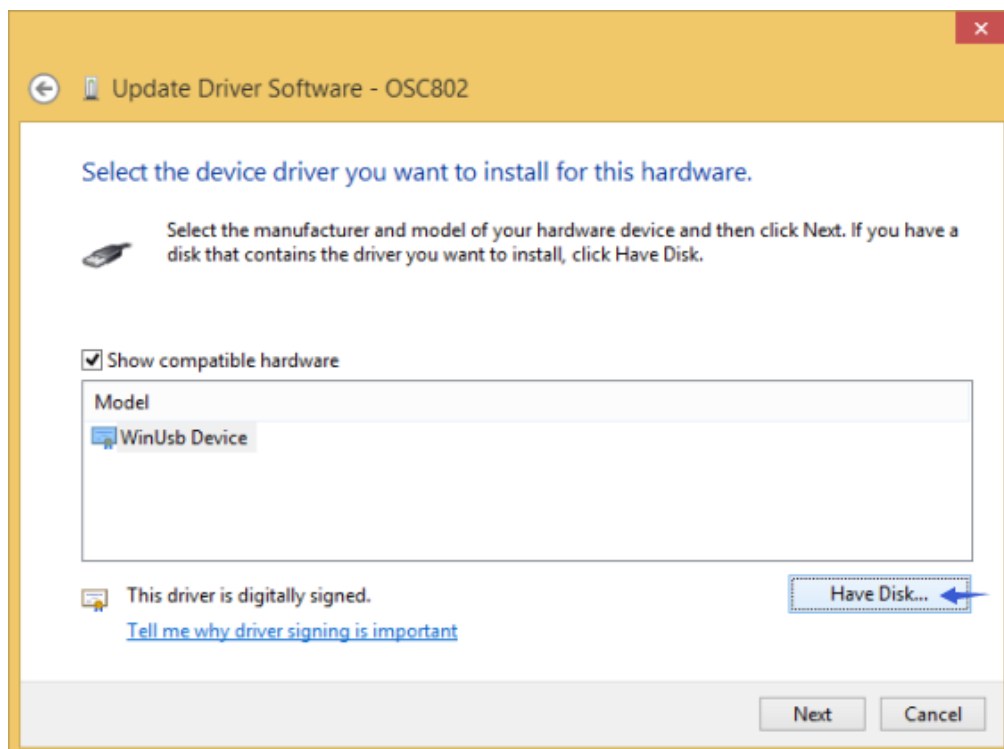 Update Driver Software - OSC802
Select the device driver you want to install for this hardware.
Select the manufacturer and model of your hardware device and then click Next. If you have a
disk that contains the driver you want to install, click Have Disk.
Show compatible hardware
Model
WinUsb Device
This driver is digitally signed.
Have Disk...
Tell me why driver signing is important
Next
Cancel